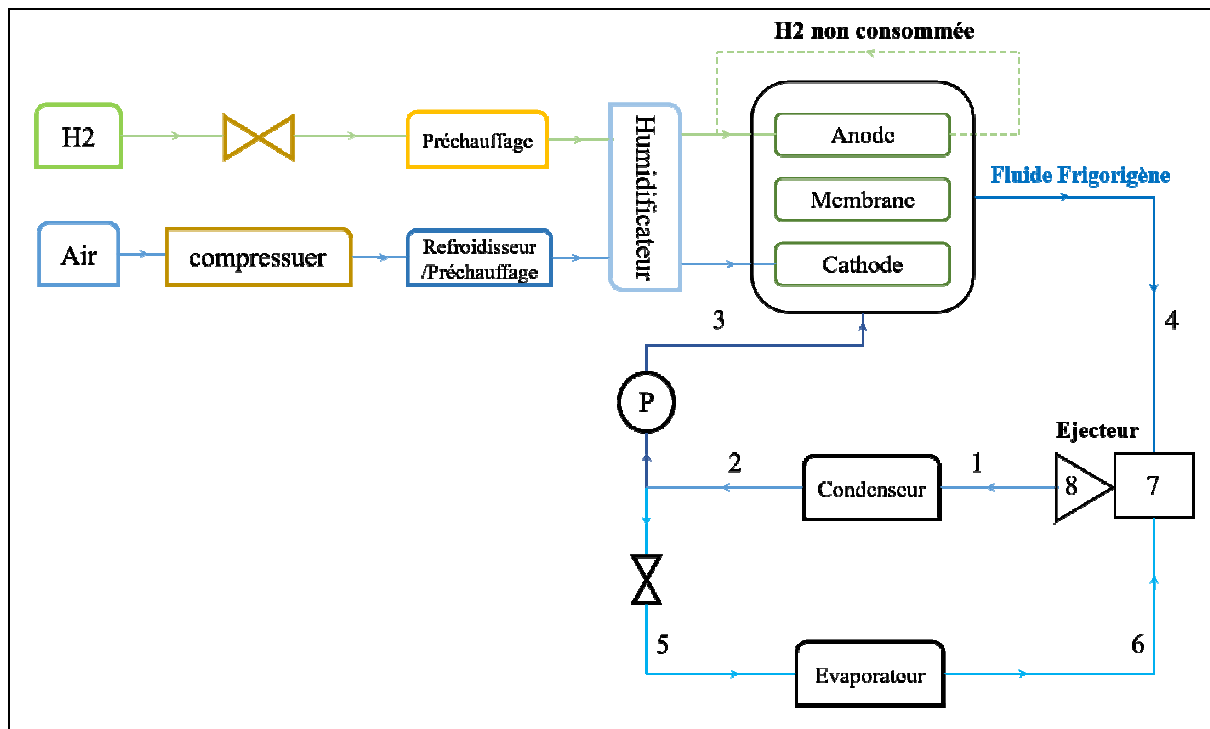 H2 non consommée
H2
Préchauffage
Humidificateur
Anode
Membrane
Cathode
Fluide Frigorigène
Air
compressuer
Refroidisseur
/Préchauffage
3
4
P
Ejecteur
2
Condenseur
1
8
7
5
Evaporateur
6